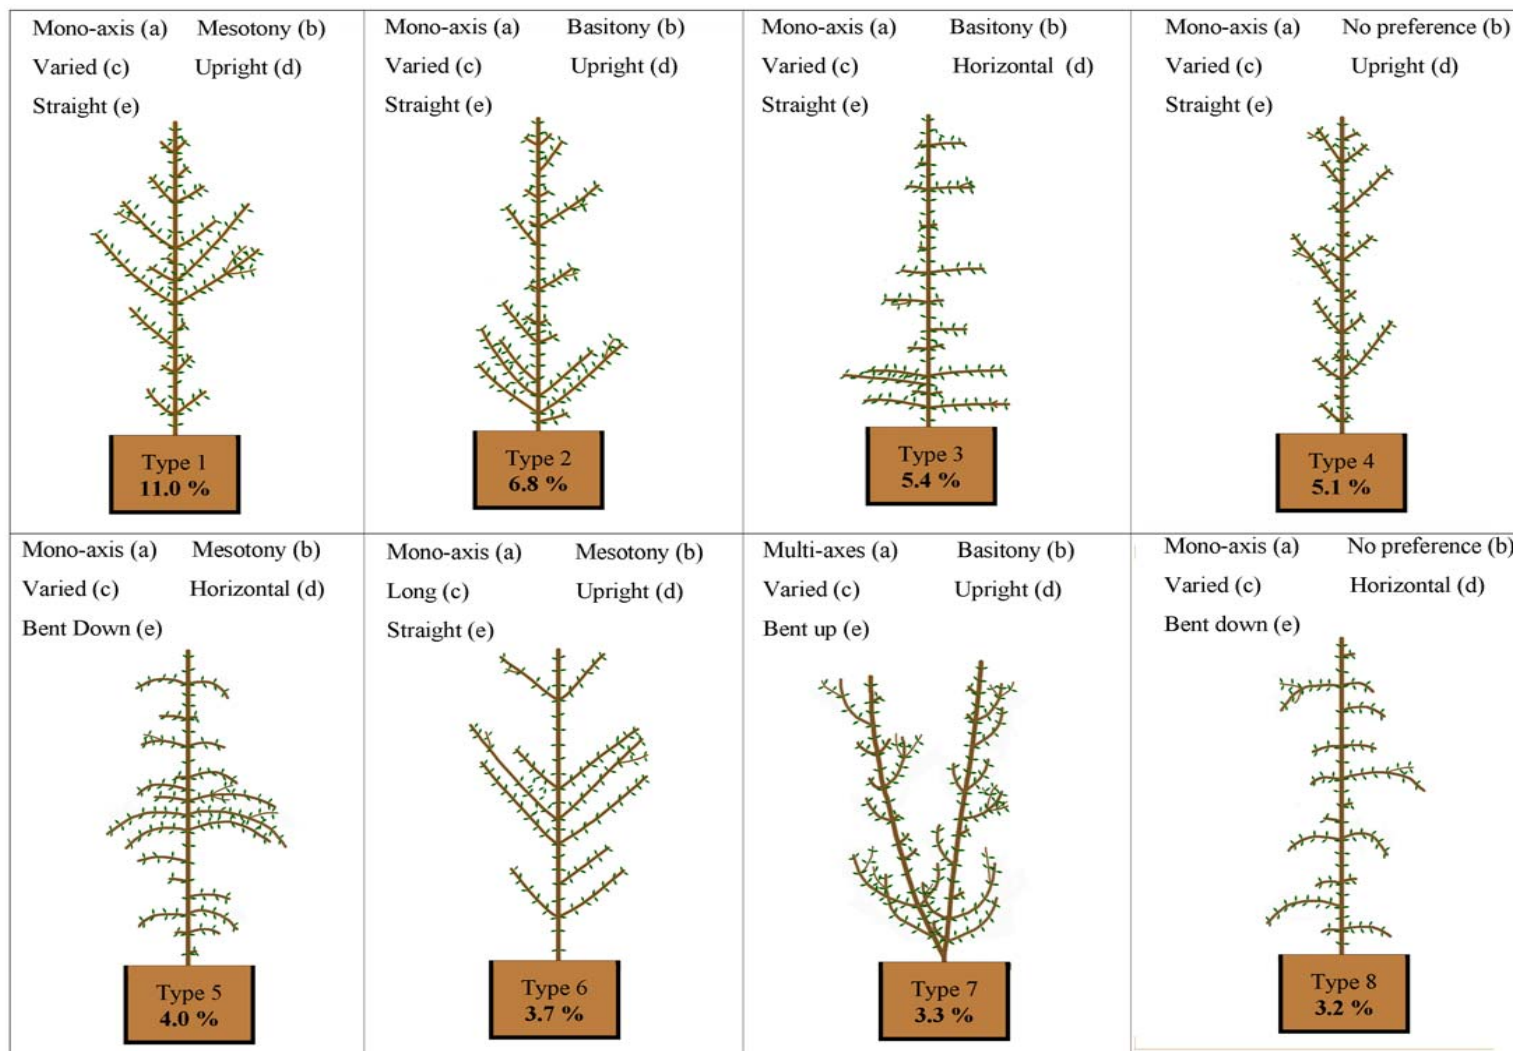 Mono-axis (a) Mesotony (b)
Varied (c) Upright (d)
Straight (e)
Type 1
11.0 %
Mono-axis (a) Basitony (b)
Varied (c) Upright (d)
Straight (e)
Type 2
6.8 %
Mono-axis (a) Basitony (b)
Varied (c) Horizontal (d)
Straight (e)
Type 3
5.4 %
Mono-axis (a) No preference (b)
Varied (c) Upright (d)
Straight (e)
Type 4
5.1 %
Mono-axis (a) Mesotony (b)
Varied (c) Horizontal (d)
Bent Down (e)
Type 5
4.0 %
Mono-axis (a) Mesotony (b)
Long (c) Upright (d)
Straight (e)
Type 6
3.7 %
Multi-axes (a) Basitony (b)
Varied (c) Upright (d)
Bent up (e)
Type 7
3.3 %
Mono-axis (a) No preference (b)
Varied (c) Horizontal (d)
Bent down (e)
Type 8
3.2 %